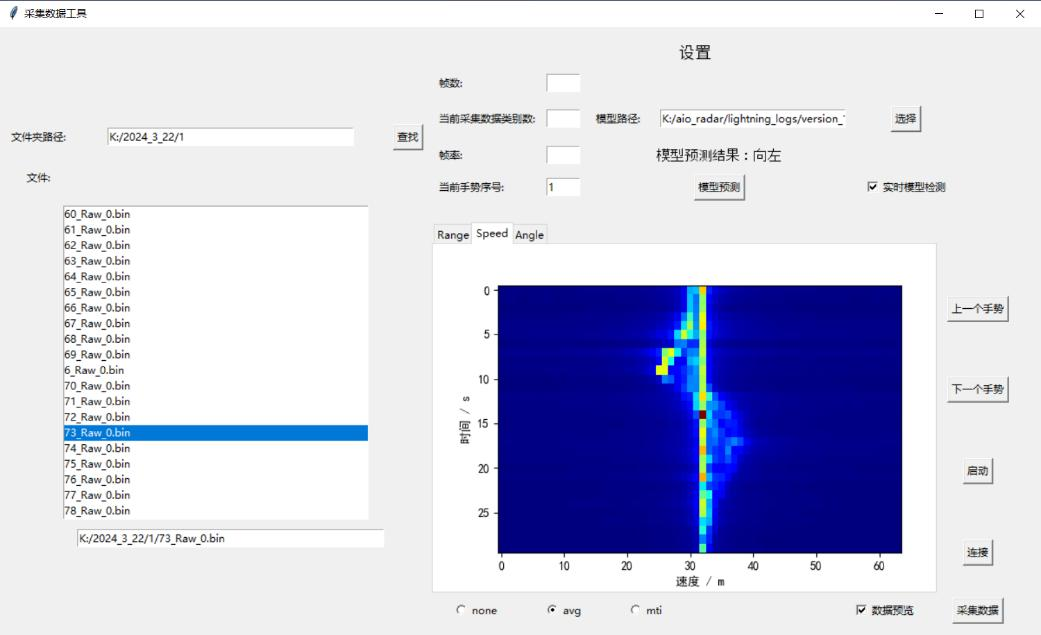 采集数据工具
设置
帧数:
当前采集数据类别数:
模型路径:
K:/aio_radar/lightning_logs/version_
选择
文件夹路径:
K:/2024_3_22/1
查找
帧率:
模型预测结果：向左
文件:
当前手势序号:
1
模型预测
实时模型检测
60_Raw_0.bin
61_Raw_0.bin
62_Raw_0.bin
63_Raw_0.bin
64_Raw_0.bin
65_Raw_0.bin
66_Raw_0.bin
67_Raw_0.bin
68_Raw_0.bin
69_Raw_0.bin
6_Raw_0.bin
70_Raw_0.bin
71_Raw_0.bin
72_Raw_0.bin
73_Raw_0.bin
74_Raw_0.bin
75_Raw_0.bin
76_Raw_0.bin
77_Raw_0.bin
78_Raw_0.bin
K:/2024_3_22/1/73_Raw_0.bin
Range Speed Angle
0
5
10
15
20
25
时间 / s
0 10 20 30 40 50 60
速度 / m
上一个手势
下一个手势
启动
连接
none avg mti
数据预览
采集数据